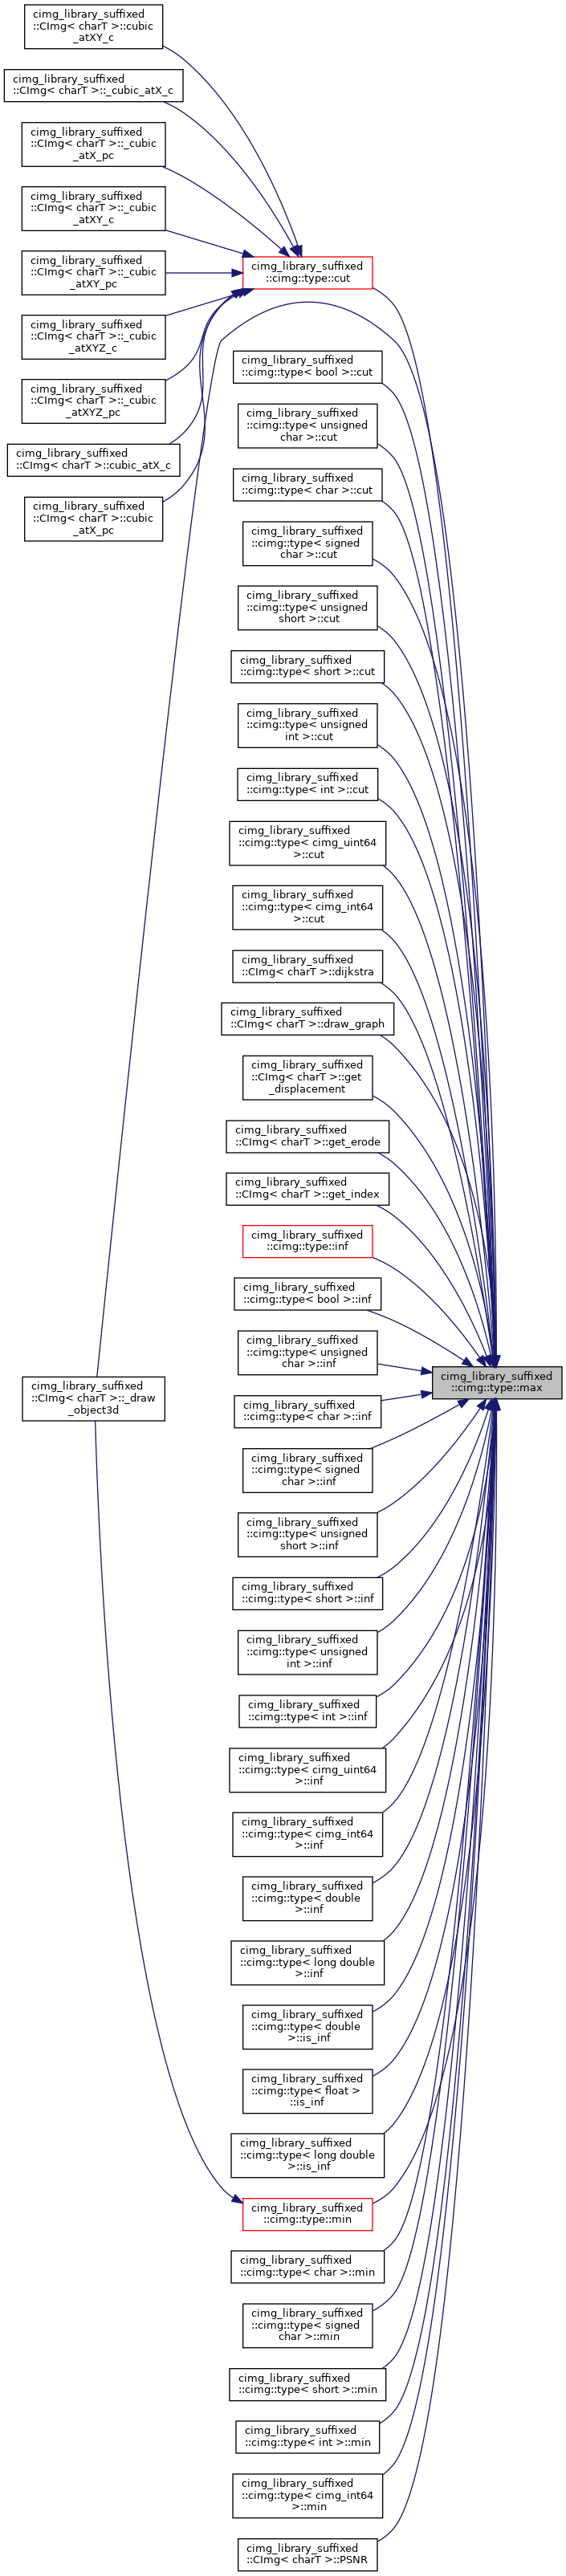 cimg_library_suffixed
::CImg< charT >::cubic
_atXY_c
cimg_library_suffixed
::CImg< charT >::_cubic_atX_c
cimg_library_suffixed
::CImg< charT >::_cubic
_atX_pc
cimg_library_suffixed
::CImg< charT >::_cubic
_atXY_c
cimg_library_suffixed
::CImg< charT >::_cubic
_atXY_pc
cimg_library_suffixed
::CImg< charT >::_cubic
_atXYZ_c
cimg_library_suffixed
::CImg< charT >::_cubic
_atXYZ_pc
cimg_library_suffixed
::CImg< charT >::cubic_atX_c
cimg_library_suffixed
::CImg< charT >::cubic
_atX_pc
cimg_library_suffixed
::CImg< charT >::_draw
_object3d
cimg_library_suffixed
::cimg::type::cut
cimg_library_suffixed
::cimg::type< bool >::cut
cimg_library_suffixed
::cimg::type< unsigned
char >::cut
cimg_library_suffixed
::cimg::type< char >::cut
cimg_library_suffixed
::cimg::type< signed
char >::cut
cimg_library_suffixed
::cimg::type< unsigned
short >::cut
cimg_library_suffixed
::cimg::type< short >::cut
cimg_library_suffixed
::cimg::type< unsigned
int >::cut
cimg_library_suffixed
::cimg::type< int >::cut
cimg_library_suffixed
::cimg::type< cimg_uint64
>::cut
cimg_library_suffixed
::cimg::type< cimg_int64
>::cut
cimg_library_suffixed
::CImg< charT >::dijkstra
cimg_library_suffixed
::CImg< charT >::draw_graph
cimg_library_suffixed
::CImg< charT >::get
_displacement
cimg_library_suffixed
::CImg< charT >::get_erode
cimg_library_suffixed
::CImg< charT >::get_index
cimg_library_suffixed
::cimg::type::inf
cimg_library_suffixed
::cimg::type< bool >::inf
cimg_library_suffixed
::cimg::type< unsigned
char >::inf
cimg_library_suffixed
::cimg::type< char >::inf
cimg_library_suffixed
::cimg::type< signed
char >::inf
cimg_library_suffixed
::cimg::type< unsigned
short >::inf
cimg_library_suffixed
::cimg::type< short >::inf
cimg_library_suffixed
::cimg::type< unsigned
int >::inf
cimg_library_suffixed
::cimg::type< int >::inf
cimg_library_suffixed
::cimg::type< cimg_uint64
>::inf
cimg_library_suffixed
::cimg::type< cimg_int64
>::inf
cimg_library_suffixed
::cimg::type< double
>::inf
cimg_library_suffixed
::cimg::type< long double
>::inf
cimg_library_suffixed
::cimg::type< double
>::is_inf
cimg_library_suffixed
::cimg::type< float >
::is_inf
cimg_library_suffixed
::cimg::type< long double
>::is_inf
cimg_library_suffixed
::cimg::type::min
cimg_library_suffixed
::cimg::type< char >::min
cimg_library_suffixed
::cimg::type< signed
char >::min
cimg_library_suffixed
::cimg::type< short >::min
cimg_library_suffixed
::cimg::type< int >::min
cimg_library_suffixed
::cimg::type< cimg_int64
>::min
cimg_library_suffixed
::CImg< charT >::PSNR
cimg_library_suffixed
::cimg::type::max